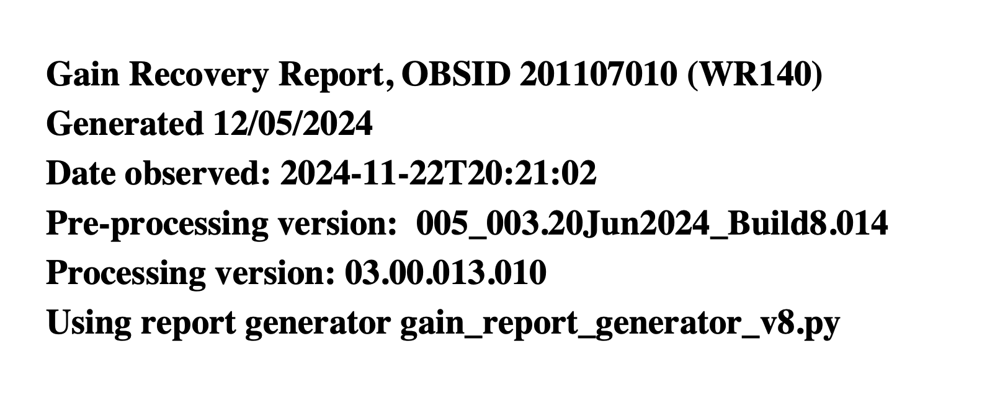 Gain Recovery Report, OBSID 201107010 (WR140)
Generated 12/05/2024
Date observed: 2024-11-22T20:21:02
Pre-processing version:  005_003.20Jun2024_Build8.014
Processing version: 03.00.013.010
Using report generator gain_report_generator_v8.py